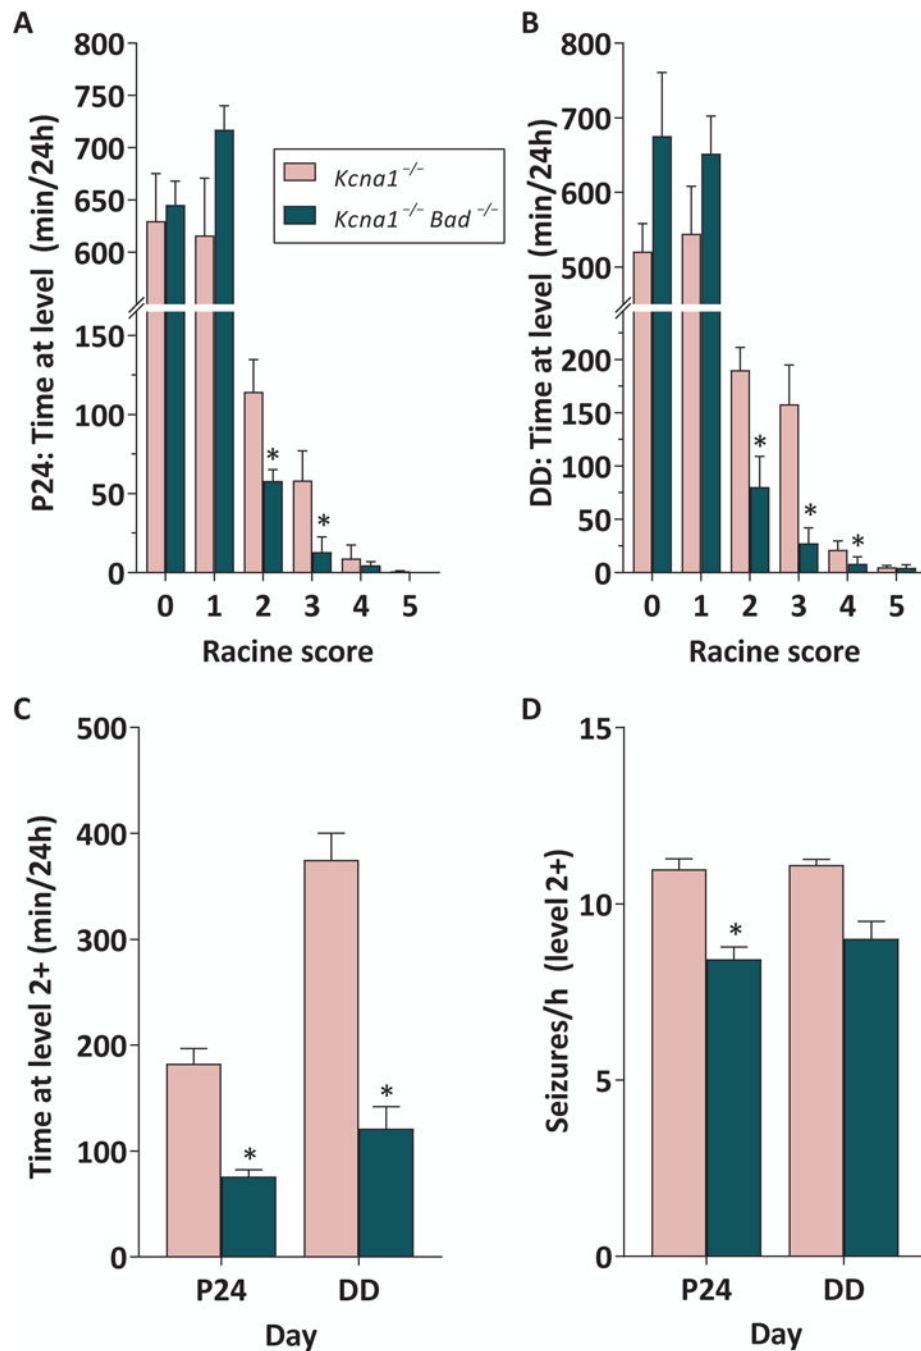 A
P24: Time at level (min/24h)
800
700
650
600
150
100
50
0
0 1 2 3 4 5
Racine score
Kcna1⁻/⁻
Kcna1⁻/⁻ Bad⁻/⁻
*
*
B
DD: Time at level (min/24h)
800
700
600
500
200
150
100
50
0
0 1 2 3 4 5
Racine score
*
*
*
C
Time at level 2+ (min/24h)
500
400
300
200
100
0
P24 DD
Day
*
*
D
Seizures/h (level 2+)
15
10
5
0
P24 DD
Day
*